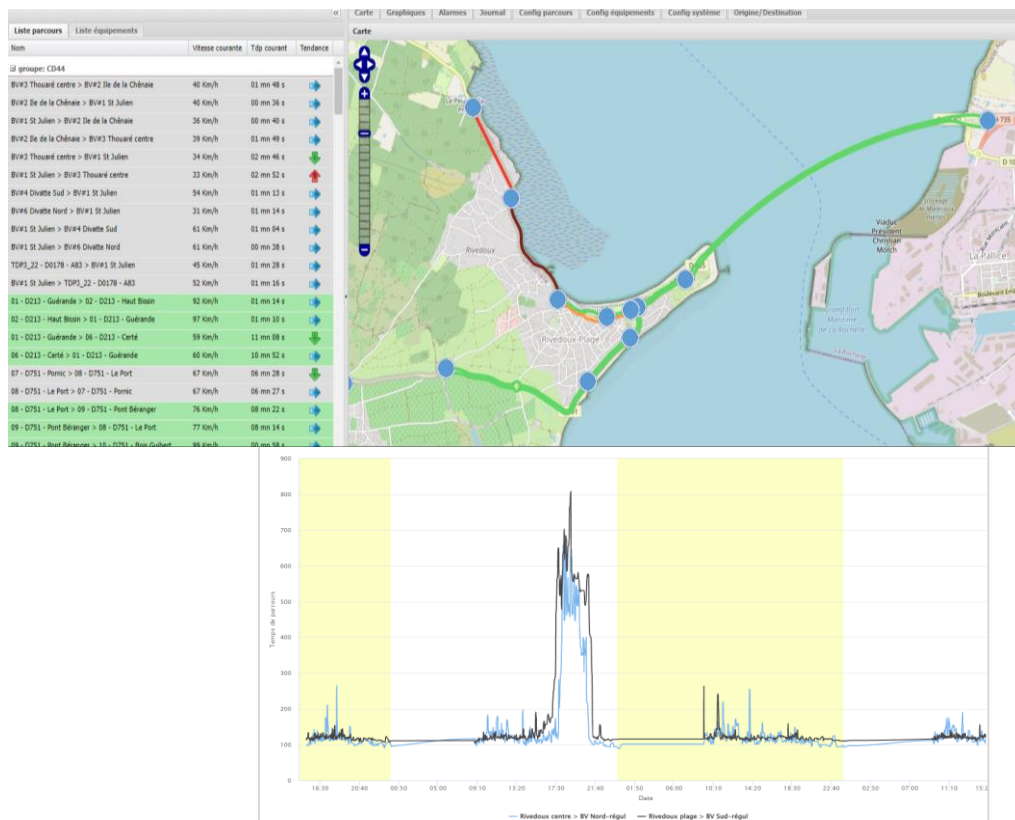 Carte Graphiques Alarmes Journal Config parcours Config équipements Config système Origine/Destination
Liste parcours Liste équipements
Nom Vitesse courante Tdp courant Tendance
groupe: CD44
BV#3 Thouaré centre > BV#2 Ile de la Chênaie 40 Km/h 01 mn 48 s
BV#2 Ile de la Chênaie > BV#1 St Julien 40 Km/h 00 mn 36 s
BV#1 St Julien > BV#2 Ile de la Chênaie 36 Km/h 00 mn 40 s
BV#2 Ile de la Chênaie > BV#3 Thouaré centre 39 Km/h 01 mn 49 s
BV#3 Thouaré centre > BV#1 St Julien 34 Km/h 02 mn 46 s
BV#1 St Julien > BV#3 Thouaré centre 33 Km/h 02 mn 52 s
BV#4 Divatte Sud > BV#1 St Julien 54 Km/h 01 mn 13 s
BV#6 Divatte Nord > BV#1 St Julien 31 Km/h 01 mn 14 s
BV#1 St Julien > BV#4 Divatte Sud 61 Km/h 01 mn 04 s
BV#1 St Julien > BV#6 Divatte Nord 61 Km/h 00 mn 38 s
TDP3_22 - D0178 - A83 > BV#1 St Julien 45 Km/h 01 mn 28 s
BV#1 St Julien > TDP3_22 - D0178 - A83 52 Km/h 01 mn 16 s
01 - D213 - Guérande > 02 - D213 - Haut Bissin 92 Km/h 01 mn 14 s
02 - D213 - Haut Bissin > 01 - D213 - Guérande 97 Km/h 01 mn 10 s
01 - D213 - Guérande > 06 - D213 - Certé 59 Km/h 11 mn 08 s
06 - D213 - Certé > 01 - D213 - Guérande 60 Km/h 10 mn 52 s
07 - D751 - Pornic > 08 - D751 - Le Port 67 Km/h 06 mn 28 s
08 - D751 - Le Port > 07 - D751 - Pornic 67 Km/h 06 mn 27 s
08 - D751 - Le Port > 09 - D751 - Pont Béranger 76 Km/h 08 mn 22 s
09 - D751 - Pont Béranger > 08 - D751 - Le Port 77 Km/h 08 mn 14 s
09 - D751 - Pont Béranger > 10 - D751 - Bois Guibert 99 Km/h 00 mn 58 s
Carte
Rivedoux
Rivedoux-Plage
Viaduc
Président
Christian
Morch
La Pallice
Grand Port
Maritime
de La Rochelle
La Rochelle
Temps de parcours
900
800
700
600
500
400
300
200
100
0
16:30 20:40 00:50 05:00 09:10 13:20 17:30 21:40 01:50 06:00 10:10 14:20 18:30 22:40 02:50 07:00 11:10
Date
Rivedoux centre > BV Nord-régul Rivedoux plage > BV Sud-régul